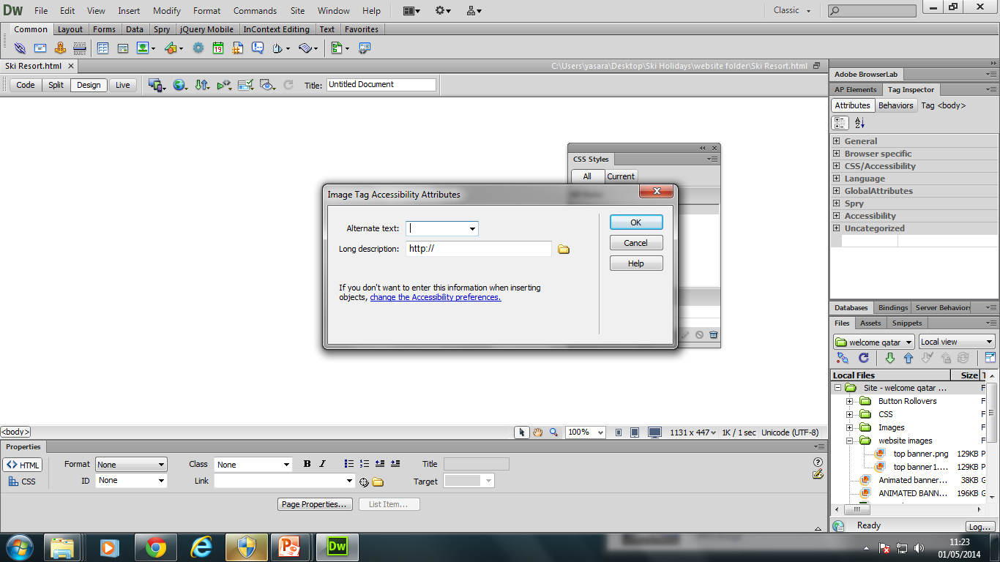 Dw File Edit View Insert Modify Format Commands Site Window Help Classic
Common Layout Forms Data Spry jQuery Mobile InContext Editing Text Favorites
Ski Resort.html C:\Users\yasara\Desktop\Ski Holidays\website folder\Ski Resort.html
Code Split Design Live Title: Untitled Document
Adobe BrowserLab
AP Elements Tag Inspector
Attributes Behaviors Tag <body>
General
Browser specific
CSS/Accessibility
Language
GlobalAttributes
Spry
Accessibility
Uncategorized
CSS Styles
All Current
Image Tag Accessibility Attributes
Alternate text:
Long description: http://
If you don't want to enter this information when inserting
objects, change the Accessibility preferences.
OK
Cancel
Help
Databases Bindings Server Behaviors
Files Assets Snippets
welcome qatar Local view
Local Files Size T
Site - welcome qatar ... F
Button Rollovers F
CSS F
Images F
website images F
top banner.png 129KB P
top banner1.... 129KB P
Animated banner... 38KB G
ANIMATED BANN... 196KB G
Ready Log...
<body> 100% 1131 x 447 1K / 1 sec Unicode (UTF-8)
Properties
HTML Format None Class None B I Title
CSS ID None Link Target
Page Properties... List Item...
Dw
11:23
01/05/2014